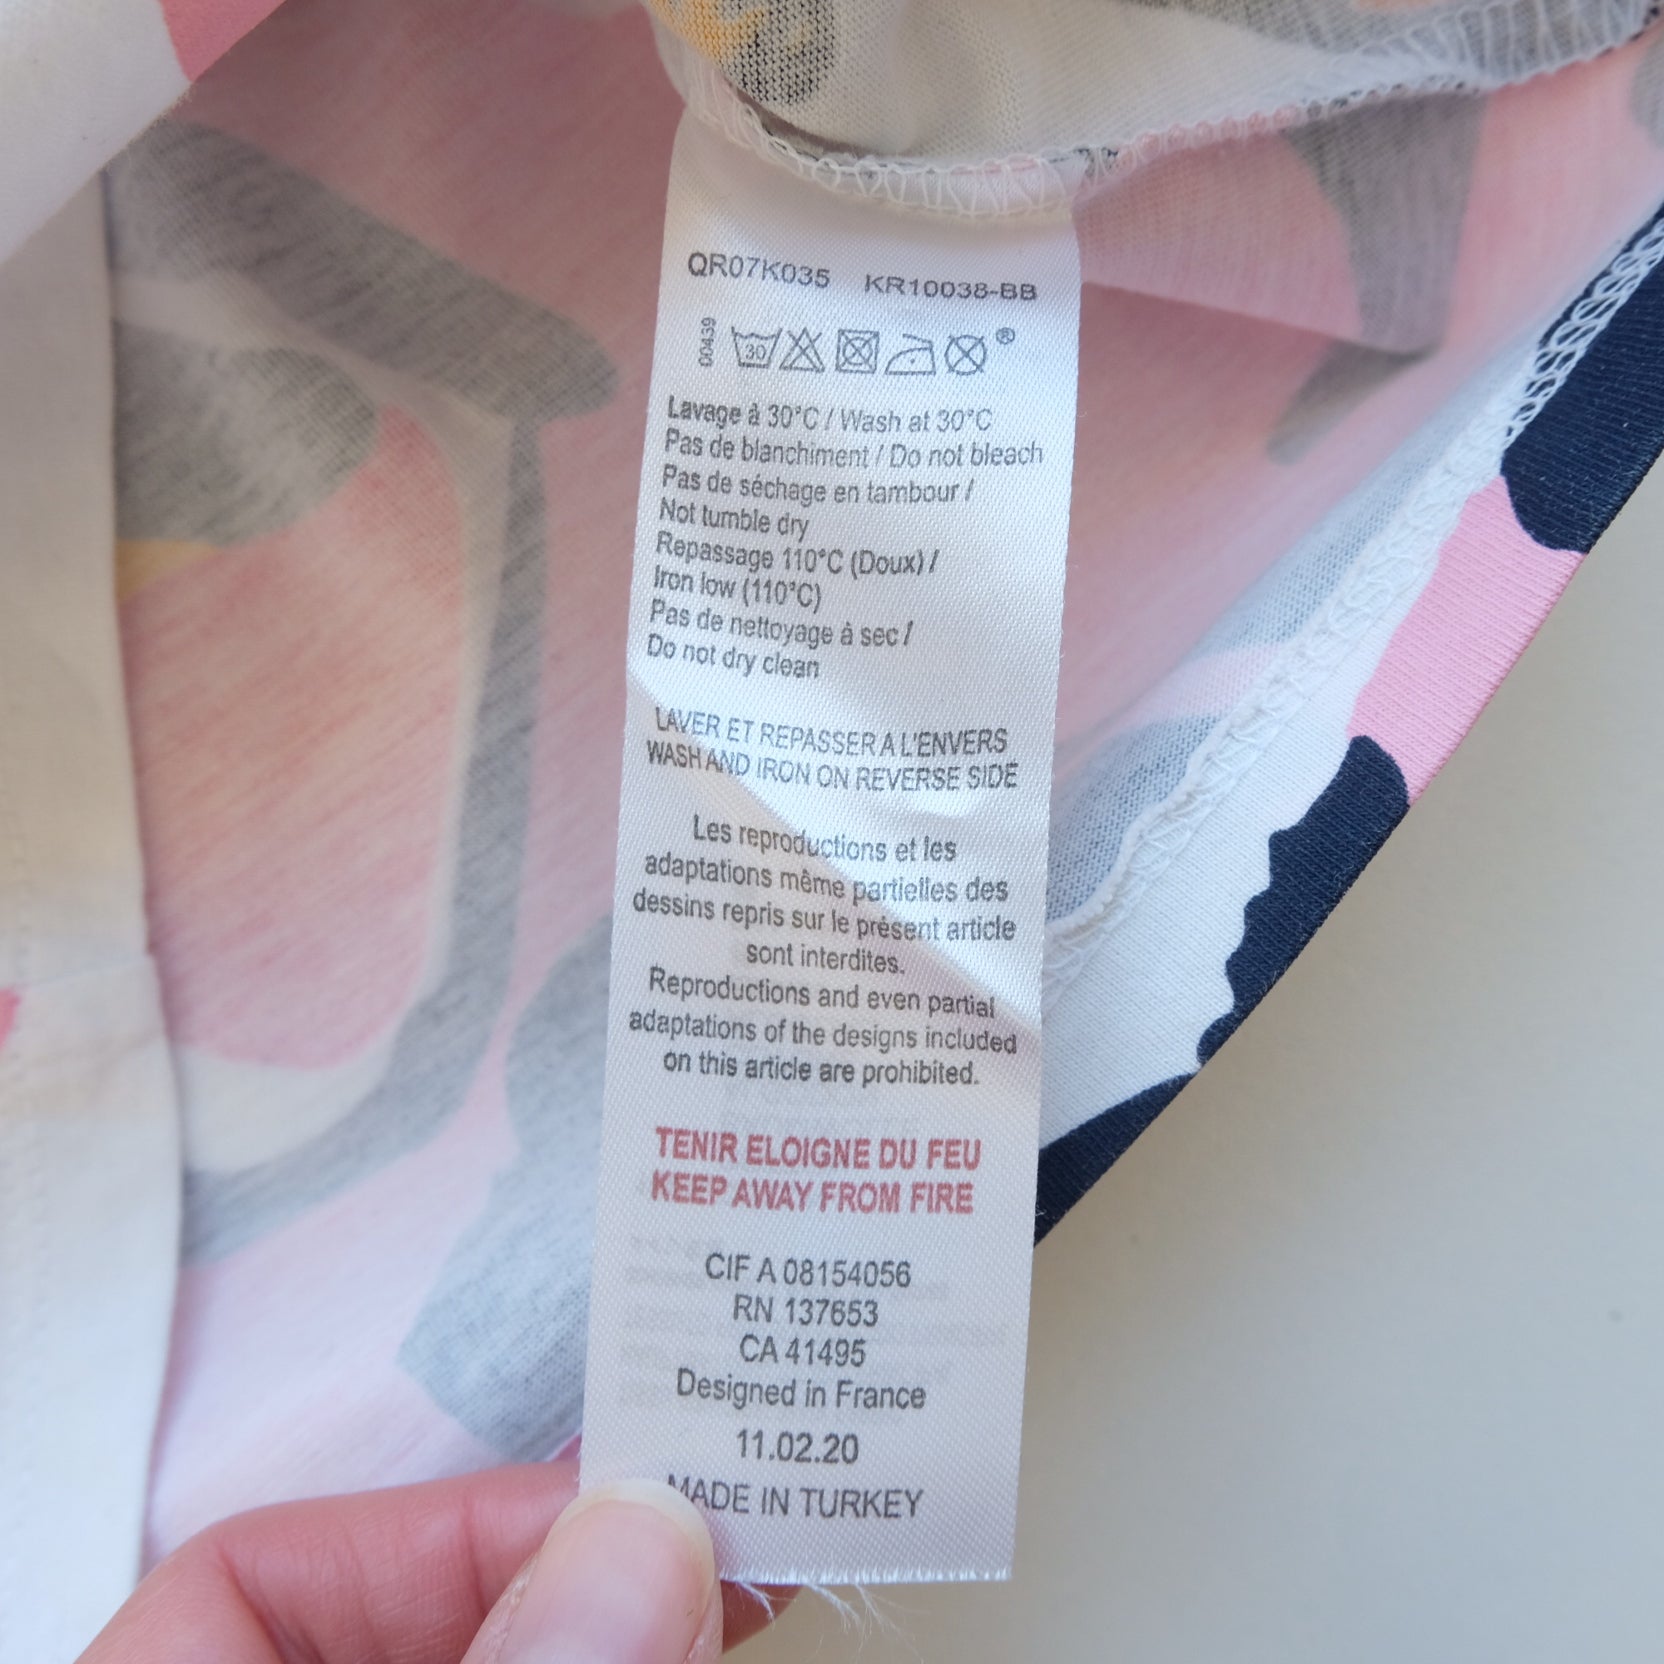 QR07K035 KR10038-BB
00439
30 ®
Lavage à 30°C / Wash at 30°C
Pas de blanchiment / Do not bleach
Pas de séchage en tambour /
Not tumble dry
Repassage 110°C (Doux) /
Iron low (110°C)
Pas de nettoyage à sec /
Do not dry clean
LAVER ET REPASSER A L'ENVERS
WASH AND IRON ON REVERSE SIDE
Les reproductions et les
adaptations même partielles des
dessins repris sur le présent article
sont interdites.
Reproductions and even partial
adaptations of the designs included
on this article are prohibited.
TENIR ELOIGNE DU FEU
KEEP AWAY FROM FIRE
CIF A 08154056
RN 137653
CA 41495
Designed in France
11.02.20
MADE IN TURKEY